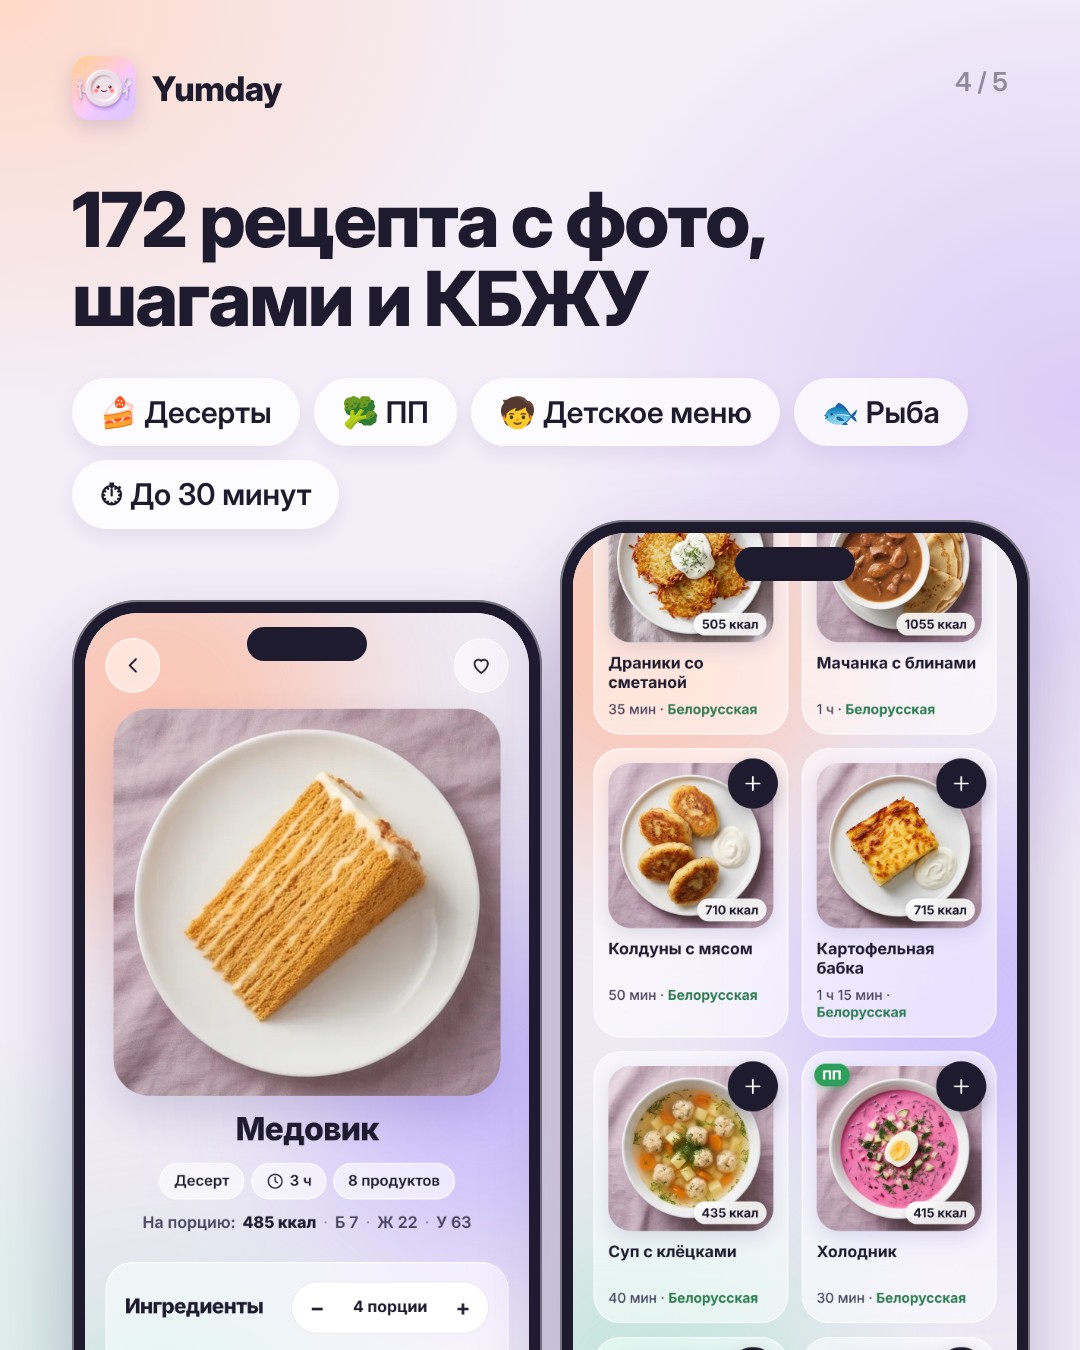 Yumday
4 / 5
172 рецепта с фото,
шагами и КБЖУ
Десерты
ПП
Детское меню
Рыба
До 30 минут
Медовик
Десерт
3 ч
8 продуктов
На порцию: 485 ккал · Б 7 · Ж 22 · У 63
Ингредиенты
− 4 порции +
505 ккал
Драники со
сметаной
35 мин · Белорусская
1055 ккал
Мачанка с блинами
1 ч · Белорусская
710 ккал
Колдуны с мясом
50 мин · Белорусская
715 ккал
Картофельная
бабка
1 ч 15 мин ·
Белорусская
435 ккал
Суп с клёцками
40 мин · Белорусская
ПП
415 ккал
Холодник
30 мин · Белорусская